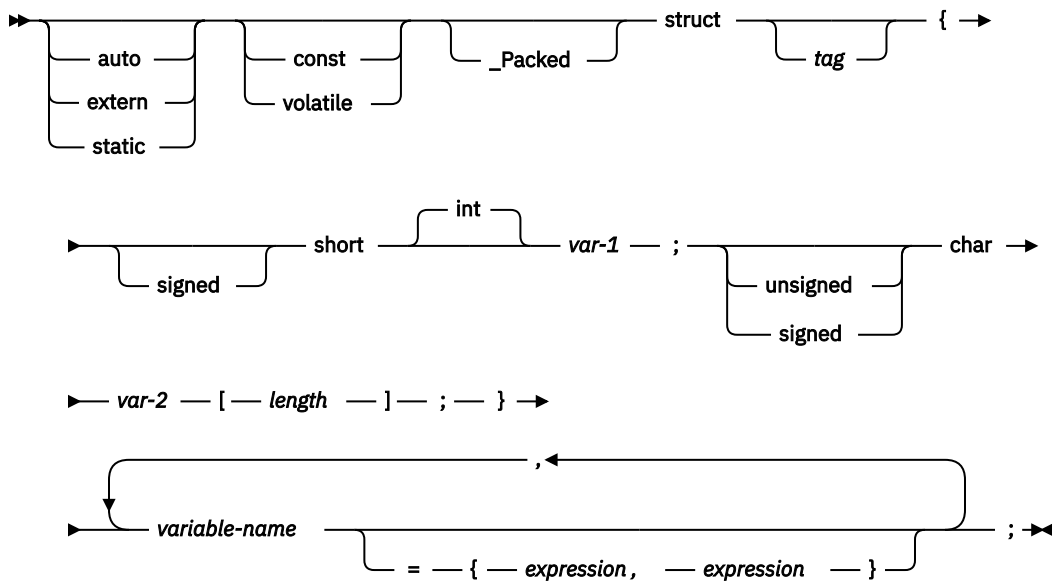 struct {
auto const _Packed tag
extern volatile
static
int
short var-1 ; char
signed unsigned
signed
var-2 [ length ] ; }
,
variable-name ;
= { expression , expression }